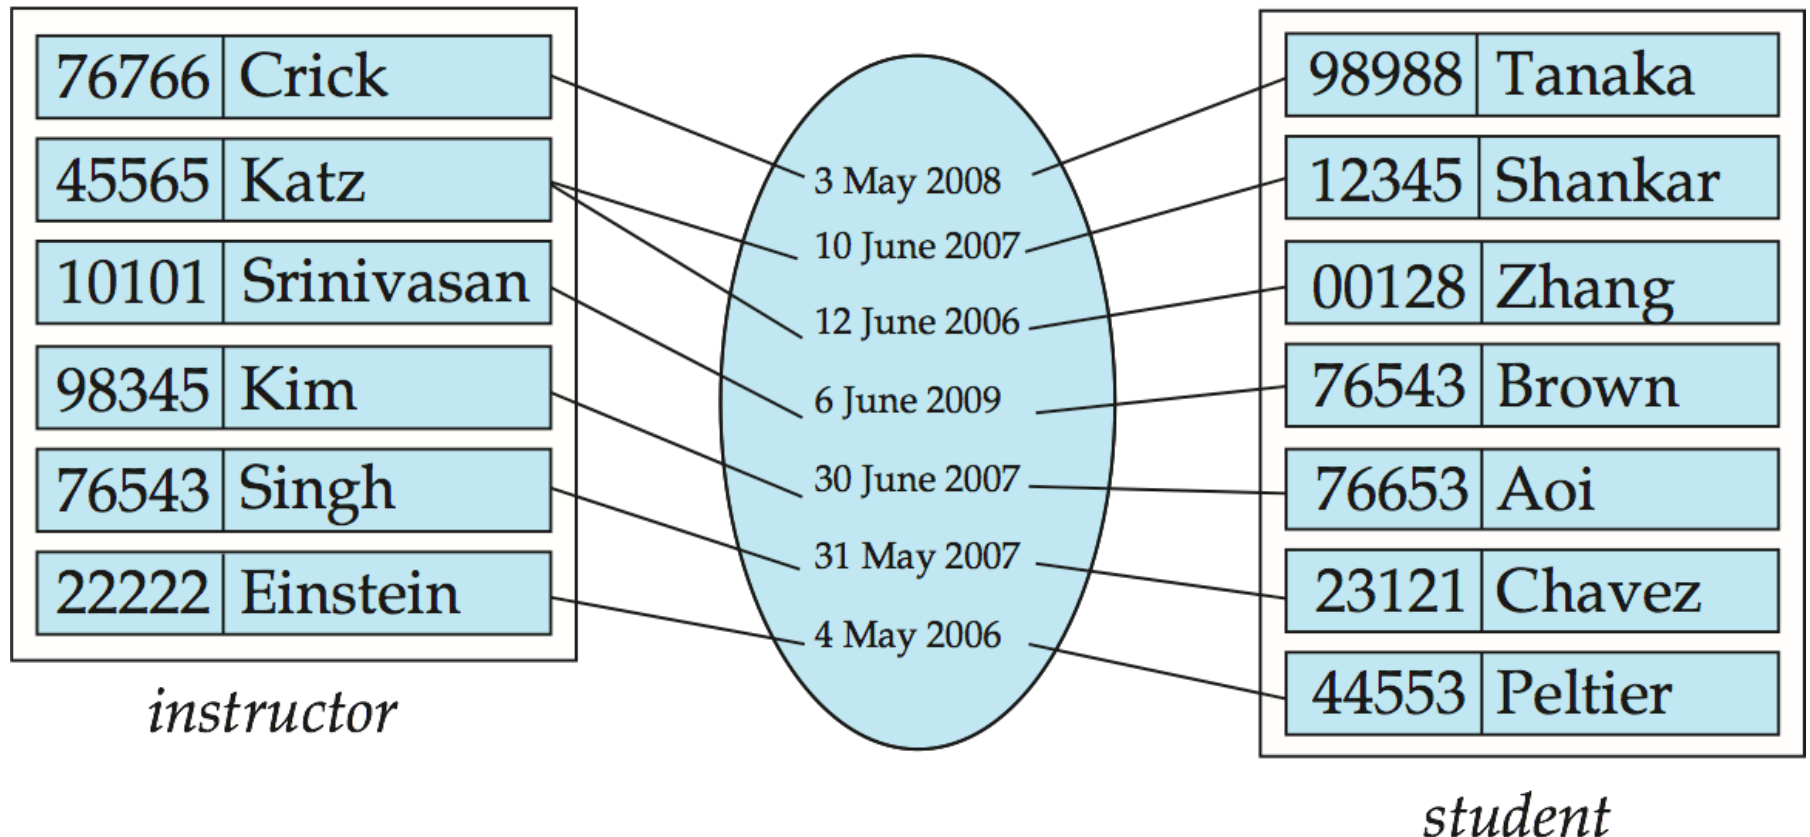 76766 Crick
45565 Katz
10101 Srinivasan
98345 Kim
76543 Singh
22222 Einstein
instructor
3 May 2008
10 June 2007
12 June 2006
6 June 2009
30 June 2007
31 May 2007
4 May 2006
98988 Tanaka
12345 Shankar
00128 Zhang
76543 Brown
76653 Aoi
23121 Chavez
44553 Peltier
student